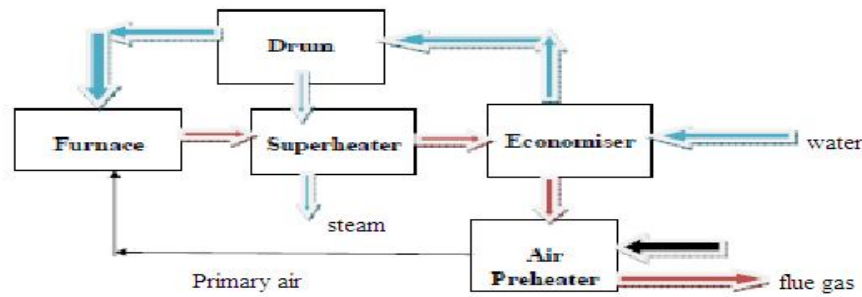 Drum
Furnace
Superheater
Economiser
water
steam
Air
Preheater
Primary air
flue gas